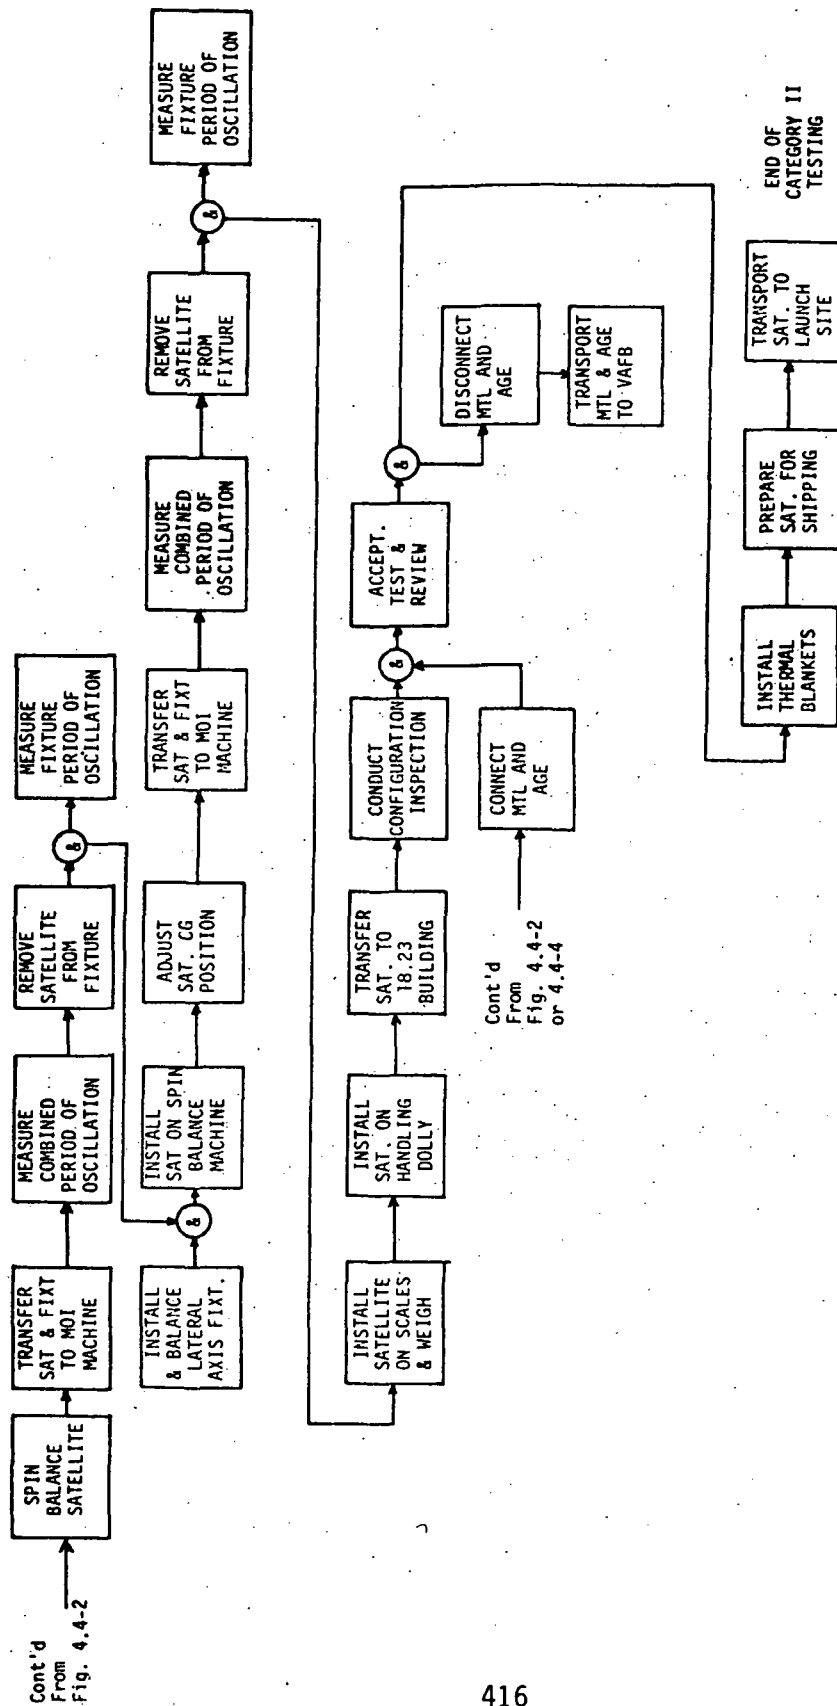 Cont'd
From
Fig. 4.4-2
SPIN
BALANCE
SATELLITE
TRANSFER
SAT & FIXT
TO MOI
MACHINE
MEASURE
COMBINED
PERIOD OF
OSCILLATION
REMOVE
SATELLITE
FROM
FIXTURE
&
MEASURE
FIXTURE
PERIOD OF
OSCILLATION
INSTALL
& BALANCE
LATERAL
AXIS FIXT.
&
INSTALL
SAT ON SPIN
BALANCE
MACHINE
ADJUST
SAT. CG
POSITION
TRANSFER
SAT & FIXT
TO MOI
MACHINE
MEASURE
COMBINED
PERIOD OF
OSCILLATION
REMOVE
SATELLITE
FROM
FIXTURE
&
MEASURE
FIXTURE
PERIOD OF
OSCILLATION
INSTALL
SATELLITE
ON SCALES
& WEIGH
INSTALL
SAT. ON
HANDLING
DOLLY
TRANSFER
SAT. TO
18.23
BUILDING
CONDUCT
CONFIGURATION
INSPECTION
&
ACCEPT.
TEST &
REVIEW
&
DISCONNECT
MTL AND
AGE
TRANSPORT
MTL & AGE
TO VAFB
Cont'd
From
Fig. 4.4-2
or 4.4-4
CONNECT
MTL AND
AGE
INSTALL
THERMAL
BLANKETS
PREPARE
SAT. FOR
SHIPPING
TRANSPORT
SAT. TO
LAUNCH
SITE
END OF
CATEGORY II
TESTING
416